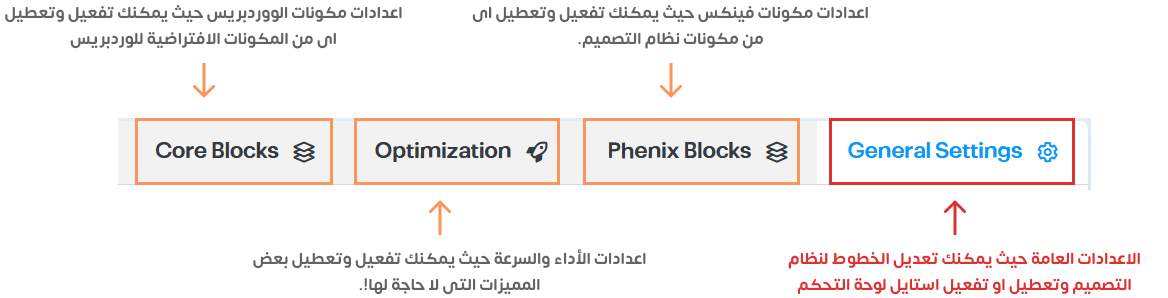 اعدادات مكونات فينكس حيث يمكنك تفعيل وتعطيل اى
من مكونات نظام التصميم.
اعدادات مكونات الووردبريس حيث يمكنك تفعيل وتعطيل
اى من المكونات الافتراضية للوردبريس
General Settings
Phenix Blocks
Optimization
Core Blocks
الاعدادات العامة حيث يمكنك تعديل الخطوط لنظام
التصميم وتعطيل او تفعيل استايل لوحة التحكم
اعدادات الأداء والسرعة حيث يمكنك تفعيل وتعطيل بعض
المميزات التى لا حاجة لها!.